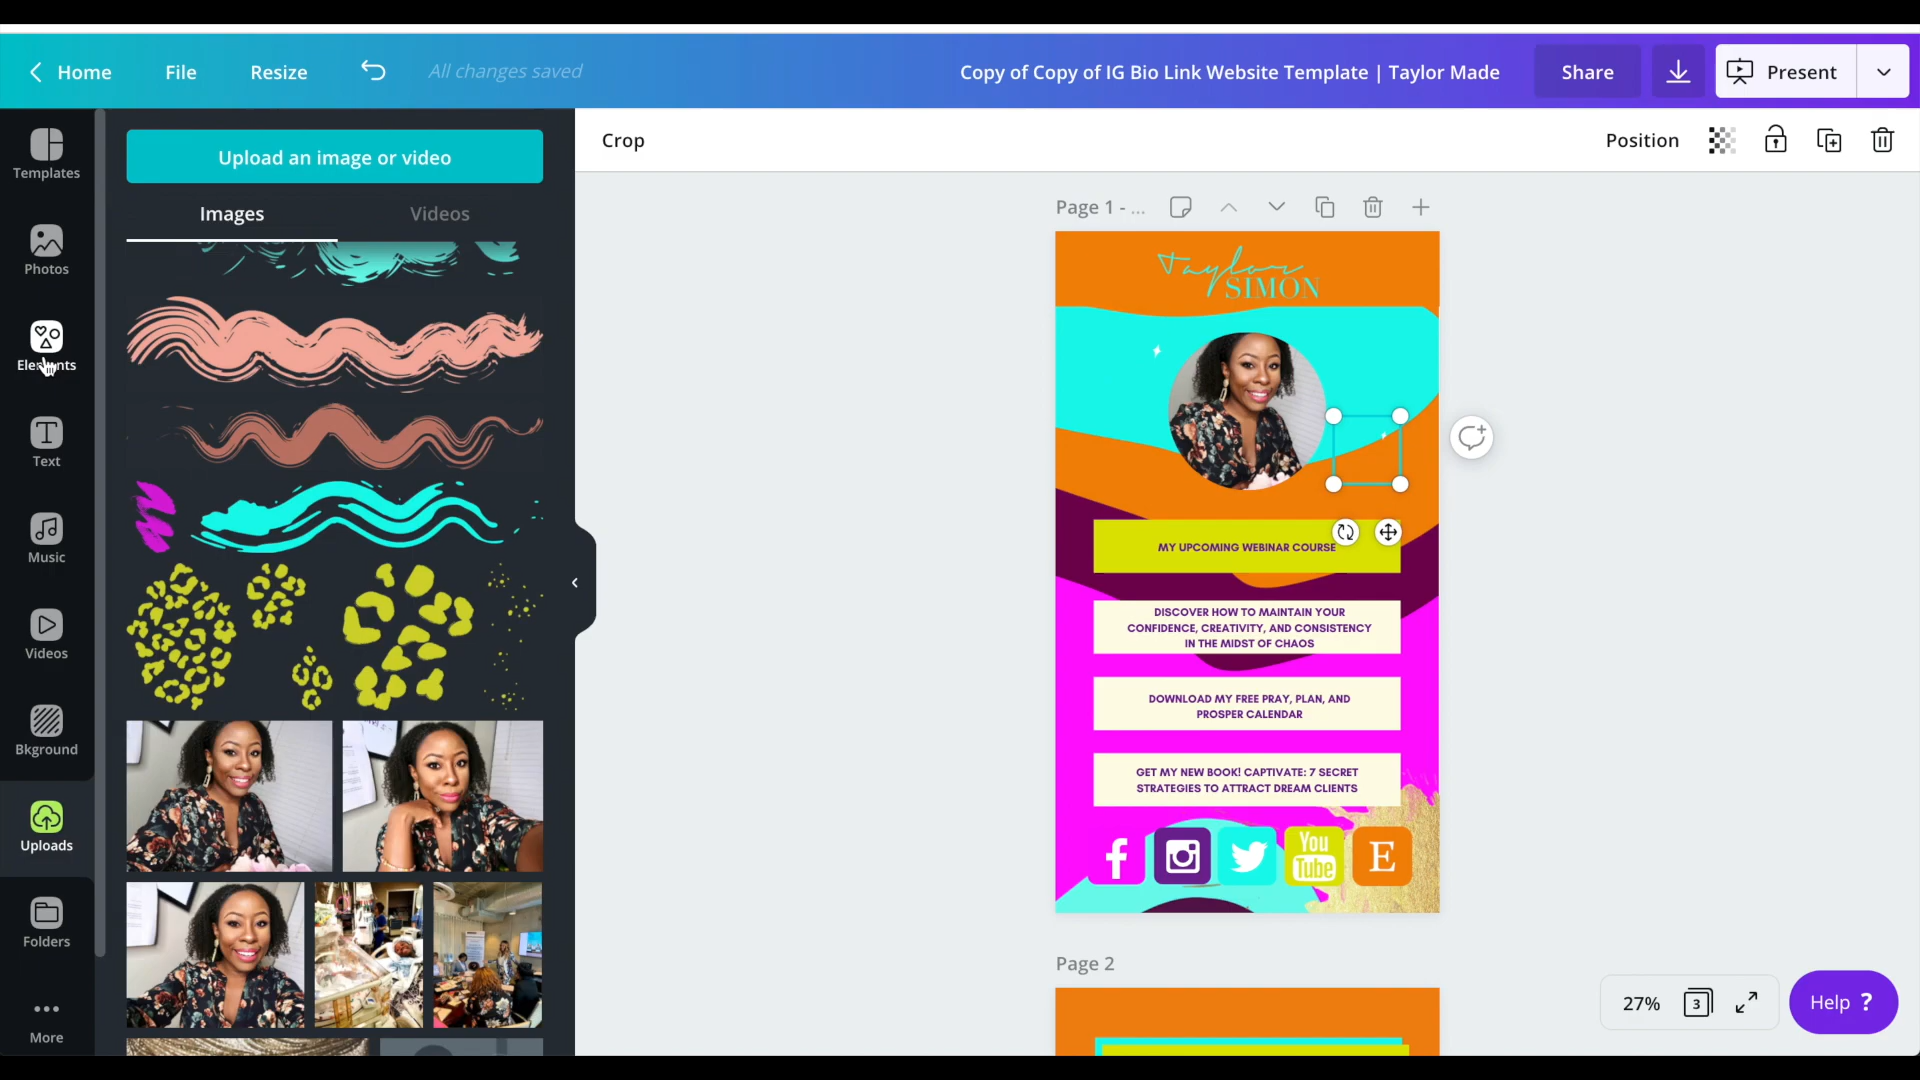 Home File Resize All changes saved Copy of Copy of IG Bio Link Website Template | Taylor Made Share Present
Templates
Photos
Elements
Text
Music
Videos
Bkground
Uploads
Folders
More
Upload an image or video
Images Videos
Crop Position
Page 1 - ...
Taylor
SIMON
MY UPCOMING WEBINAR COURSE
DISCOVER HOW TO MAINTAIN YOUR
CONFIDENCE, CREATIVITY, AND CONSISTENCY
IN THE MIDST OF CHAOS
DOWNLOAD MY FREE PRAY, PLAN, AND
PROSPER CALENDAR
GET MY NEW BOOK! CAPTIVATE: 7 SECRET
STRATEGIES TO ATTRACT DREAM CLIENTS
f
You
Tube
E
Page 2
27% 3 Help ?